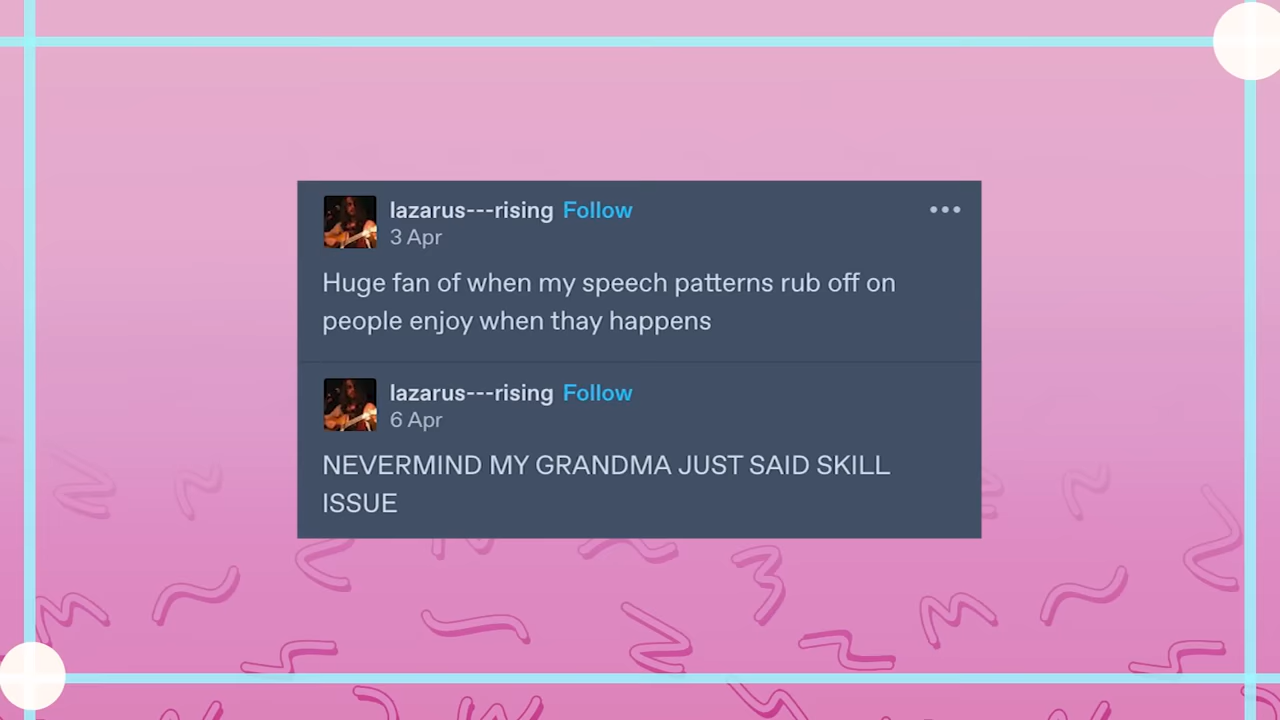 lazarus---rising Follow
3 Apr
Huge fan of when my speech patterns rub off on
people enjoy when thay happens
lazarus---rising Follow
6 Apr
NEVERMIND MY GRANDMA JUST SAID SKILL
ISSUE